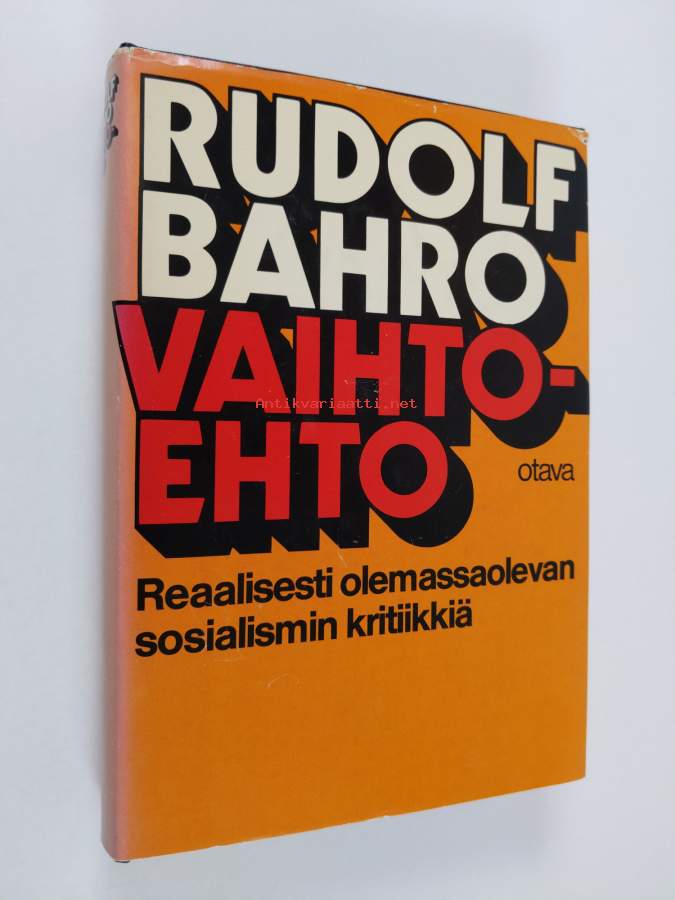 RUDOLF
BAHRO
VAIHTO-
EHTO
otava
Reaalisesti olemassaolevan
sosialismin kritiikkiä
Antikvariaatti.net